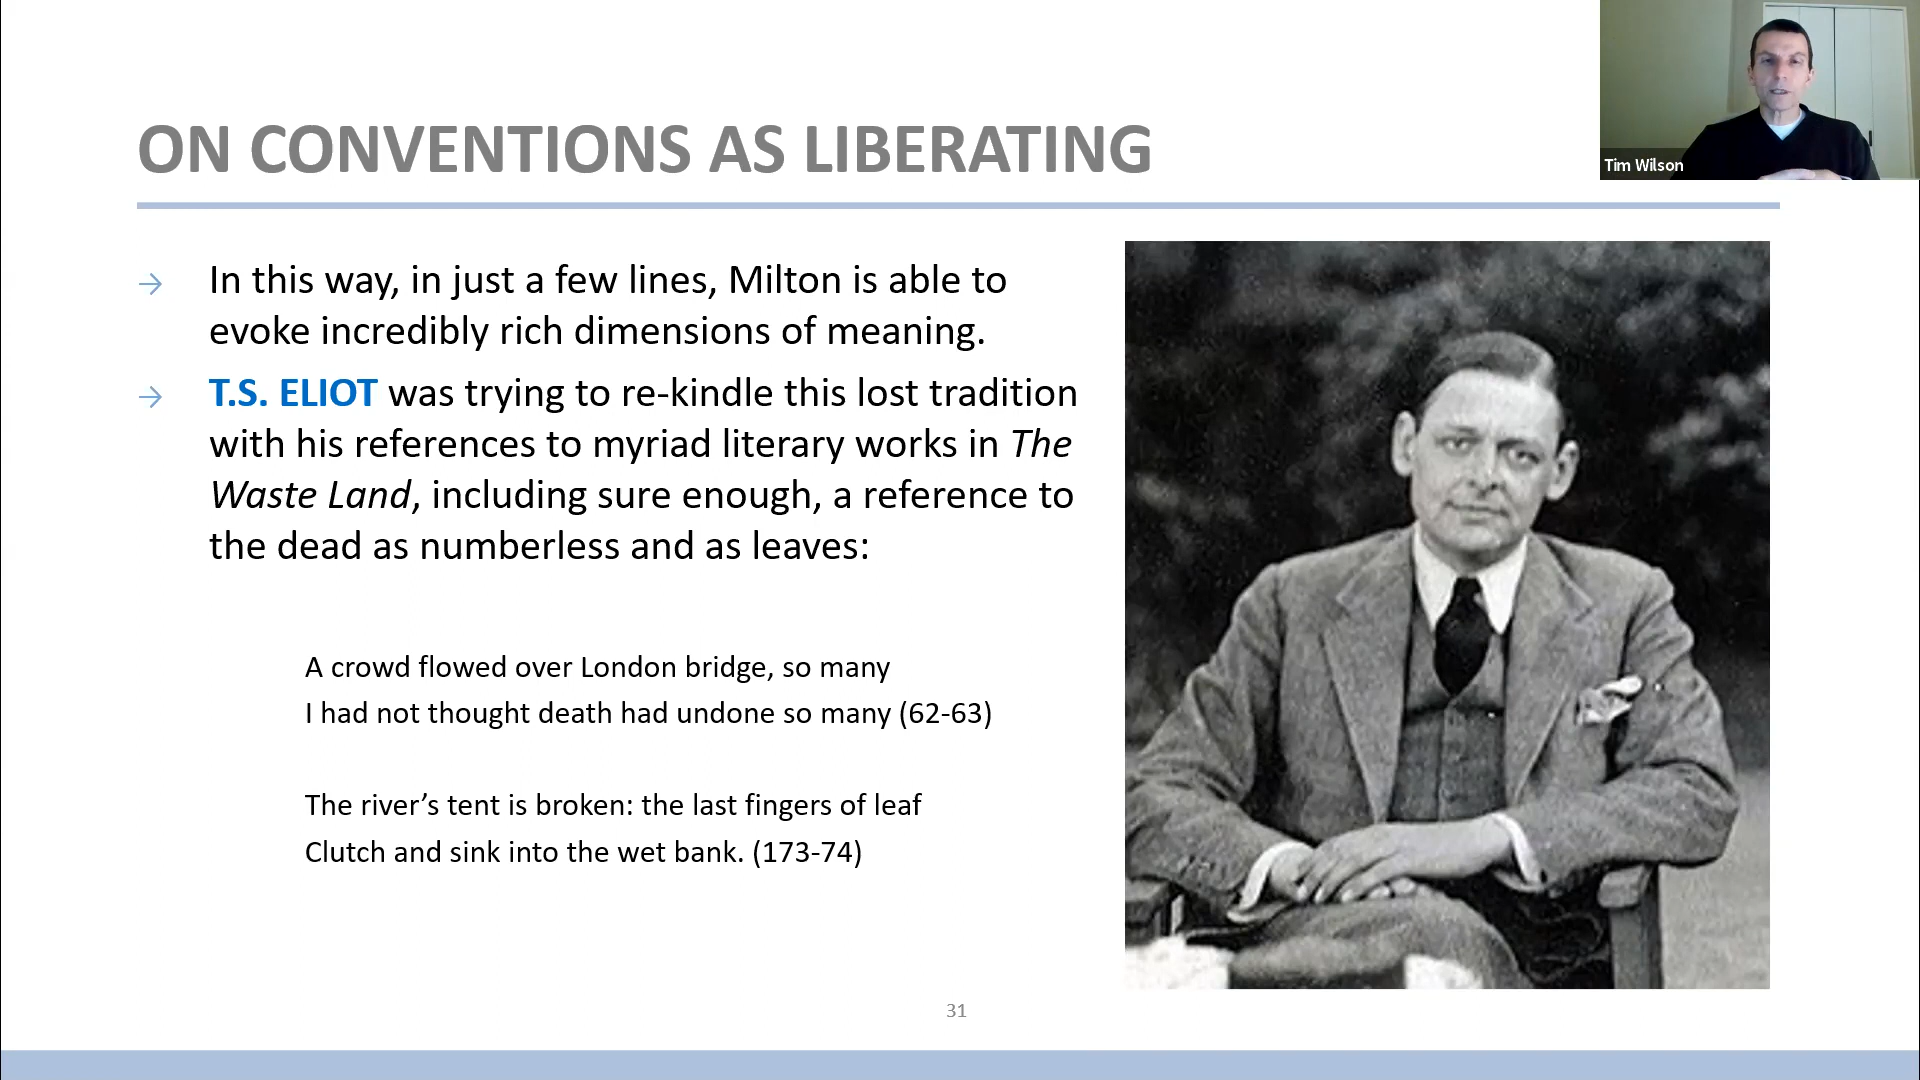 Tim Wilson
ON CONVENTIONS AS LIBERATING
→ In this way, in just a few lines, Milton is able to
evoke incredibly rich dimensions of meaning.
→ T.S. ELIOT was trying to re-kindle this lost tradition
with his references to myriad literary works in The
Waste Land, including sure enough, a reference to
the dead as numberless and as leaves:
A crowd flowed over London bridge, so many
I had not thought death had undone so many (62-63)
The river’s tent is broken: the last fingers of leaf
Clutch and sink into the wet bank. (173-74)
31